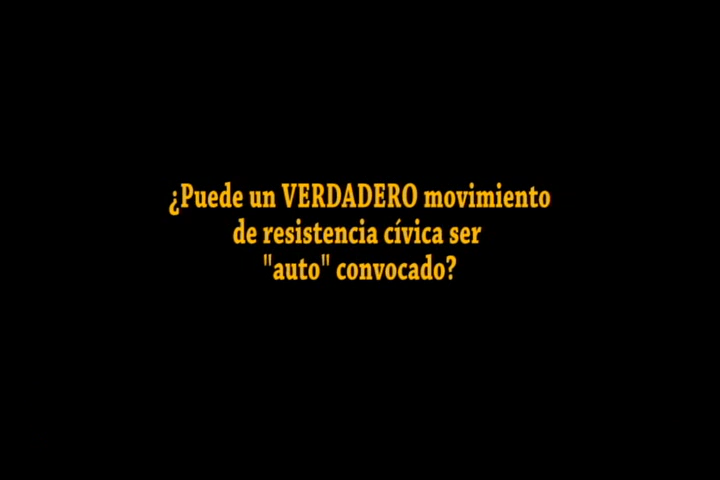 ¿Puede un VERDADERO movimiento
de resistencia cívica ser
"auto" convocado?